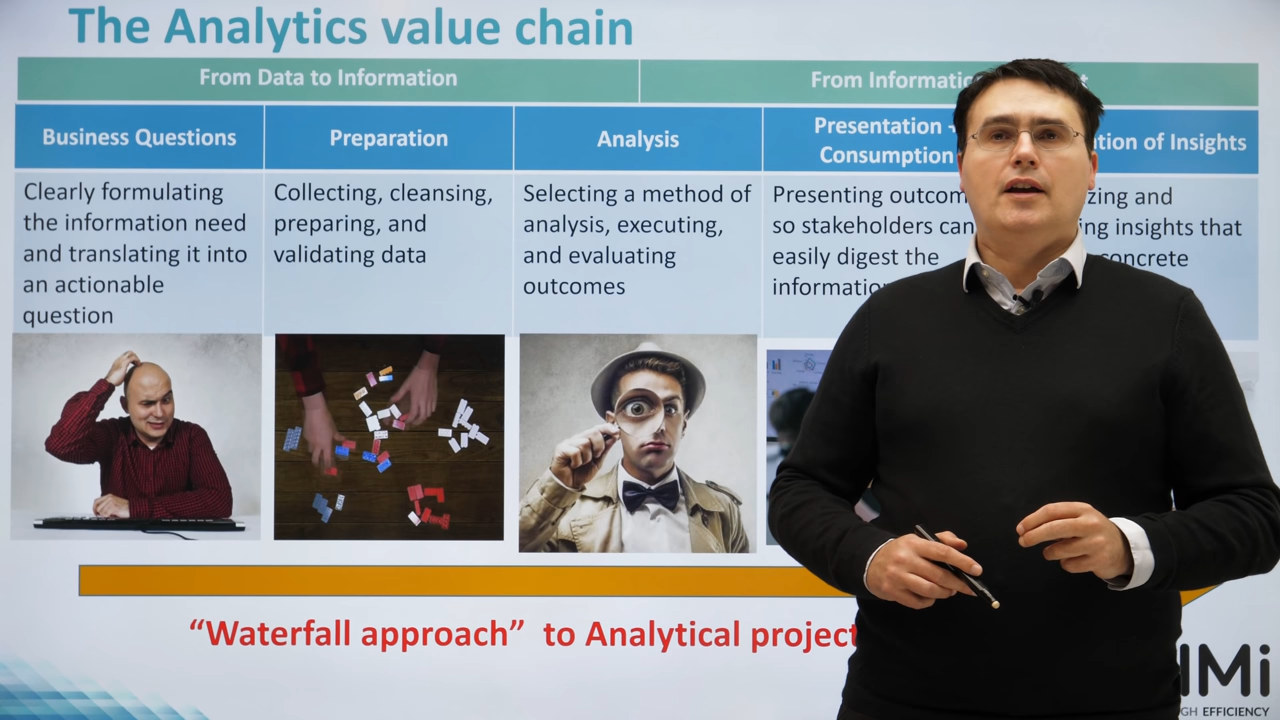 The Analytics value chain
From Data to Information
From Informatio
t
Business Questions
Preparation
Analysis
Presentation -
Consumption
tion of Insights
Clearly formulating
the information need
and translating it into
an actionable
question
Collecting, cleansing,
preparing, and
validating data
Selecting a method of
analysis, executing,
and evaluating
outcomes
Presenting outcom
so stakeholders can
easily digest the
information
zing and
ing insights that
concrete
“Waterfall approach” to Analytical project
IMi
GH EFFICIENCY